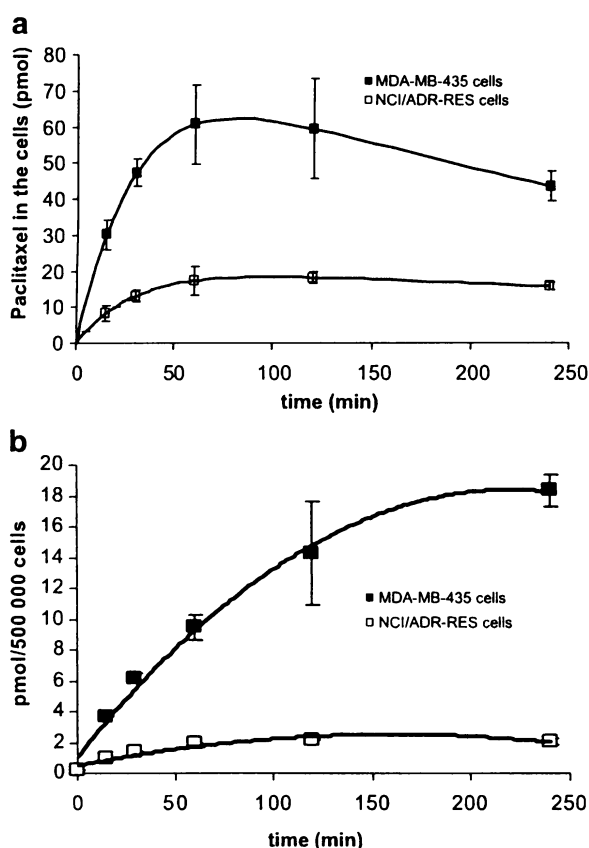 a
Paclitaxel in the cells (pmol)
80
70
60
50
40
30
20
10
0
MDA-MB-435 cells
NCI/ADR-RES cells
0 50 100 150 200 250
time (min)
b
pmol/500 000 cells
20
18
16
14
12
10
8
6
4
2
0
MDA-MB-435 cells
NCI/ADR-RES cells
0 50 100 150 200 250
time (min)